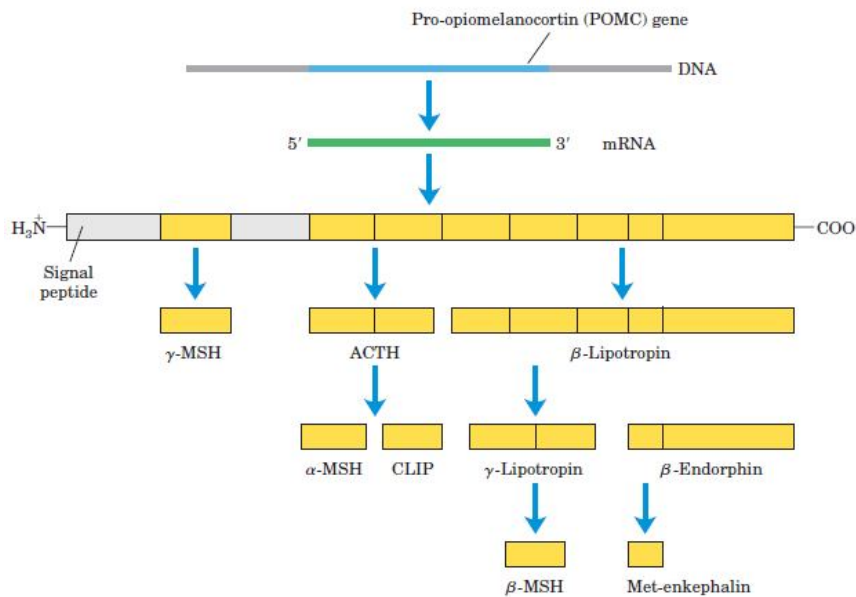 Pro-opiomelanocortin (POMC) gene
DNA
5′ 3′ mRNA
H₃N⁺ COO
Signal
peptide
γ-MSH ACTH β-Lipotropin
α-MSH CLIP γ-Lipotropin β-Endorphin
β-MSH Met-enkephalin